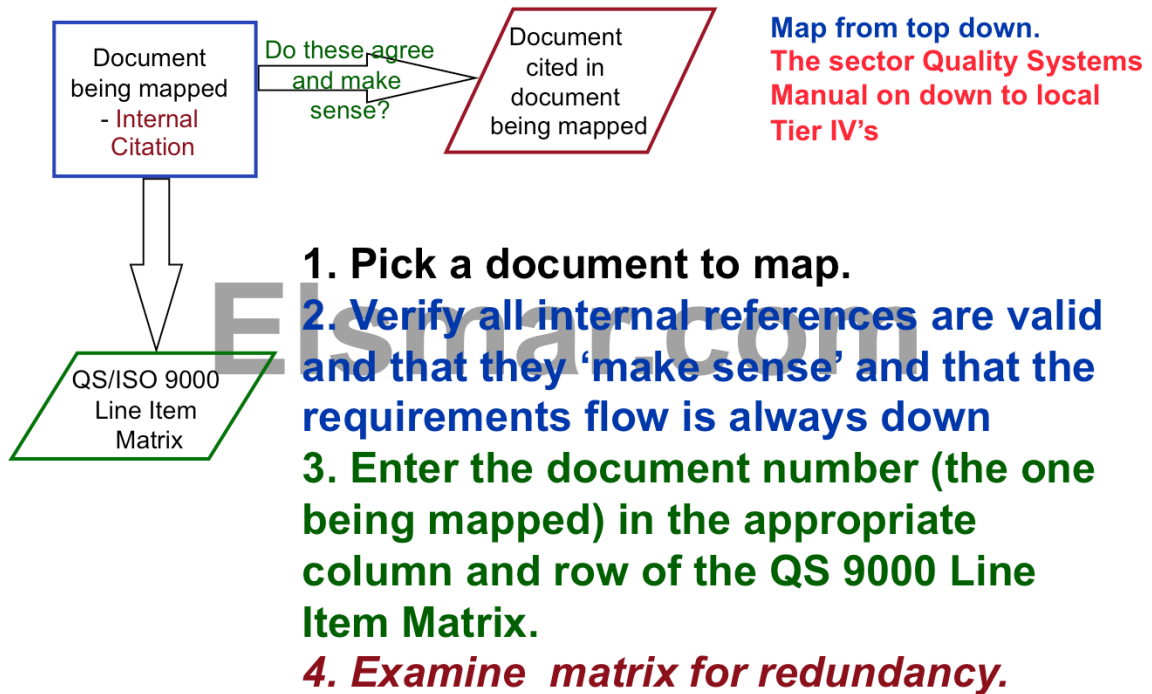 Document
being mapped
- Internal
Citation
Do these agree
and make
sense?
Document
cited in
document
being mapped
Map from top down.
The sector Quality Systems
Manual on down to local
Tier IV's
QS/ISO 9000
Line Item
Matrix
Elsmar.com
1. Pick a document to map.
2. Verify all internal references are valid
and that they ‘make sense’ and that the
requirements flow is always down
3. Enter the document number (the one
being mapped) in the appropriate
column and row of the QS 9000 Line
Item Matrix.
4. Examine  matrix for redundancy.